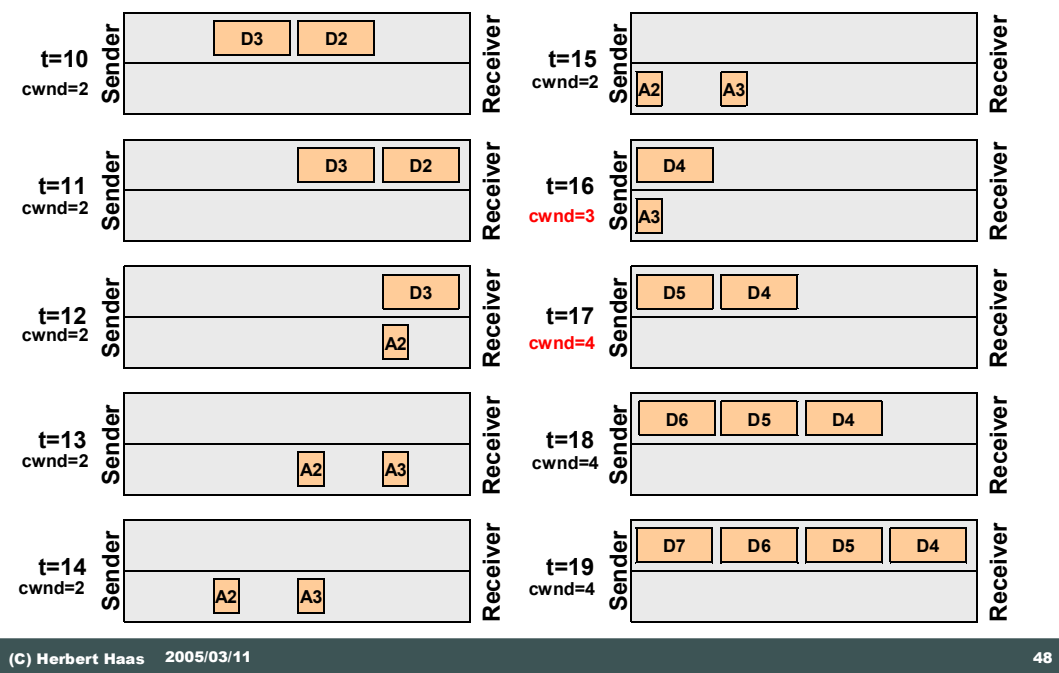 t=10
cwnd=2
Sender
D3 D2
Receiver
t=11
cwnd=2
Sender
D3 D2
Receiver
t=12
cwnd=2
Sender
D3
A2
Receiver
t=13
cwnd=2
Sender
A2 A3
Receiver
t=14
cwnd=2
Sender
A2 A3
Receiver
t=15
cwnd=2
Sender
A2 A3
Receiver
t=16
cwnd=3
Sender
D4
A3
Receiver
t=17
cwnd=4
Sender
D5 D4
Receiver
t=18
cwnd=4
Sender
D6 D5 D4
Receiver
t=19
cwnd=4
Sender
D7 D6 D5 D4
Receiver
(C) Herbert Haas 2005/03/11 48